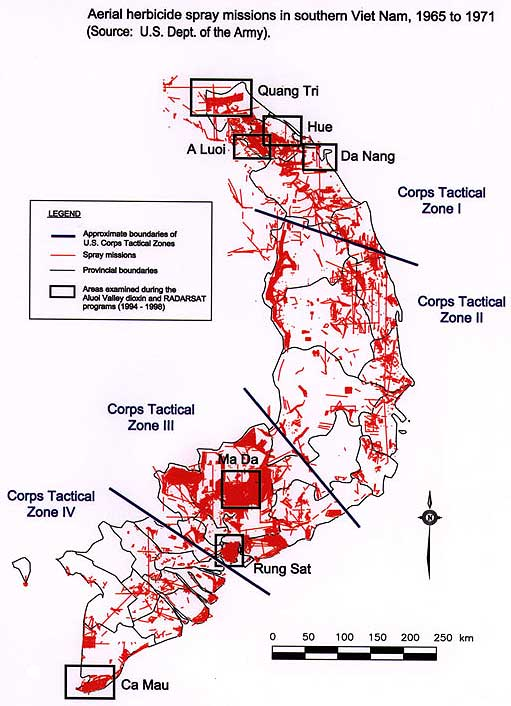 Aerial herbicide spray missions in southern Viet Nam, 1965 to 1971
(Source: U.S. Dept. of the Army).
Quang Tri
Hue
A Luoi
Da Nang
Corps Tactical
Zone I
LEGEND
Approximate boundaries of
U.S. Corps Tactical Zones
Spray missions
Provincial boundaries
Areas examined during the
Aluoi Valley dioxin and RADARSAT
programs (1994 - 1998)
Corps Tactical
Zone II
Corps Tactical
Zone III
Ma Da
Corps Tactical
Zone IV
N
Rung Sat
0 50 100 150 200 250 km
Ca Mau